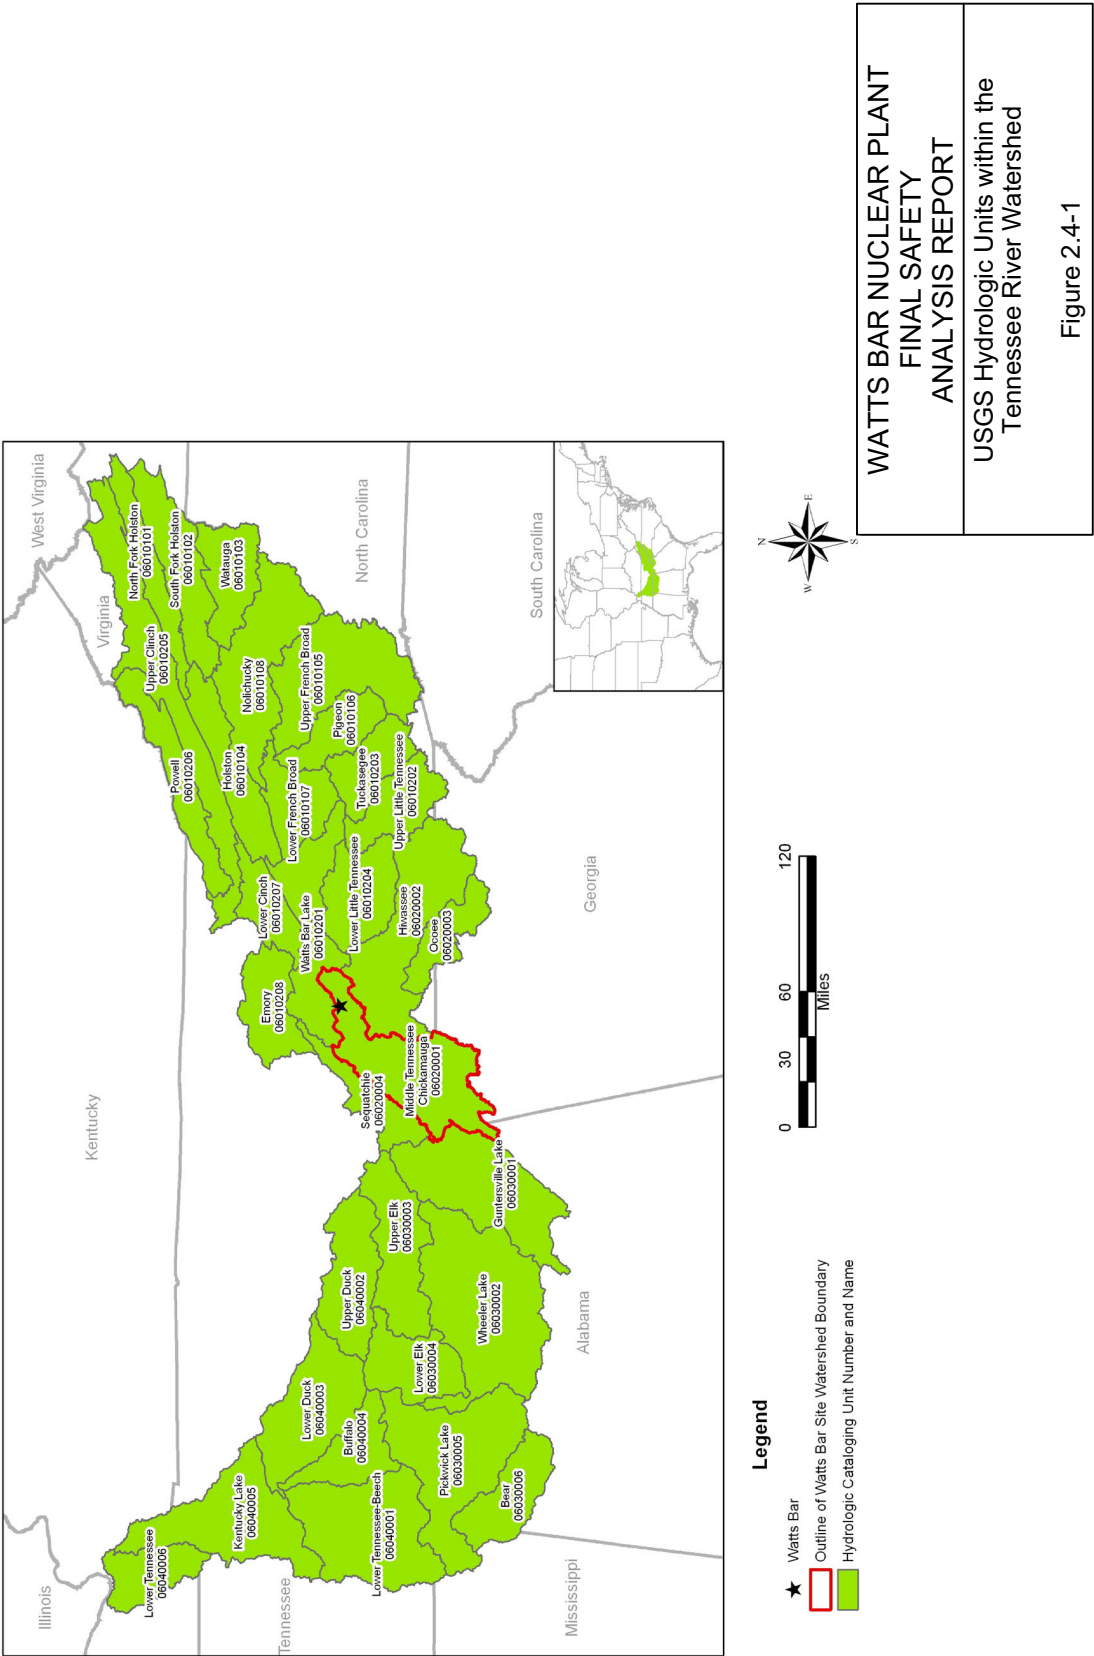 Illinois
Kentucky
West Virginia
Virginia
Tennessee
North Carolina
South Carolina
Mississippi
Alabama
Georgia
Lower Tennessee
06040006
Kentucky Lake
06040005
Lower Tennessee-Beech
06040001
Lower Duck
06040003
Buffalo
06040004
Upper Duck
06040002
Pickwick Lake
06030005
Bear
06030006
Lower Elk
06030004
Upper Elk
06030003
Wheeler Lake
06030002
Guntersville Lake
06030001
Sequatchie
06020004
Middle Tennessee
Chickamauga
06020001
Emory
06010208
Watts Bar Lake
06010201
Lower Cinch
06010207
Ocoee
06020003
Hiwassee
06020002
Lower Little Tennessee
06010204
Upper Little Tennessee
06010202
Tuckasegee
06010203
Lower French Broad
06010107
Pigeon
06010106
Upper French Broad
06010105
Nolichucky
06010108
Holston
06010104
Powell
06010206
Upper Clinch
06010205
Watauga
06010103
South Fork Holston
06010102
North Fork Holston
06010101
Legend
Watts Bar
Outline of Watts Bar Site Watershed Boundary
Hydrologic Cataloging Unit Number and Name
0 30 60 120
Miles
N
W E
S
WATTS BAR NUCLEAR PLANT
FINAL SAFETY
ANALYSIS REPORT
USGS Hydrologic Units within the
Tennessee River Watershed
Figure 2.4-1